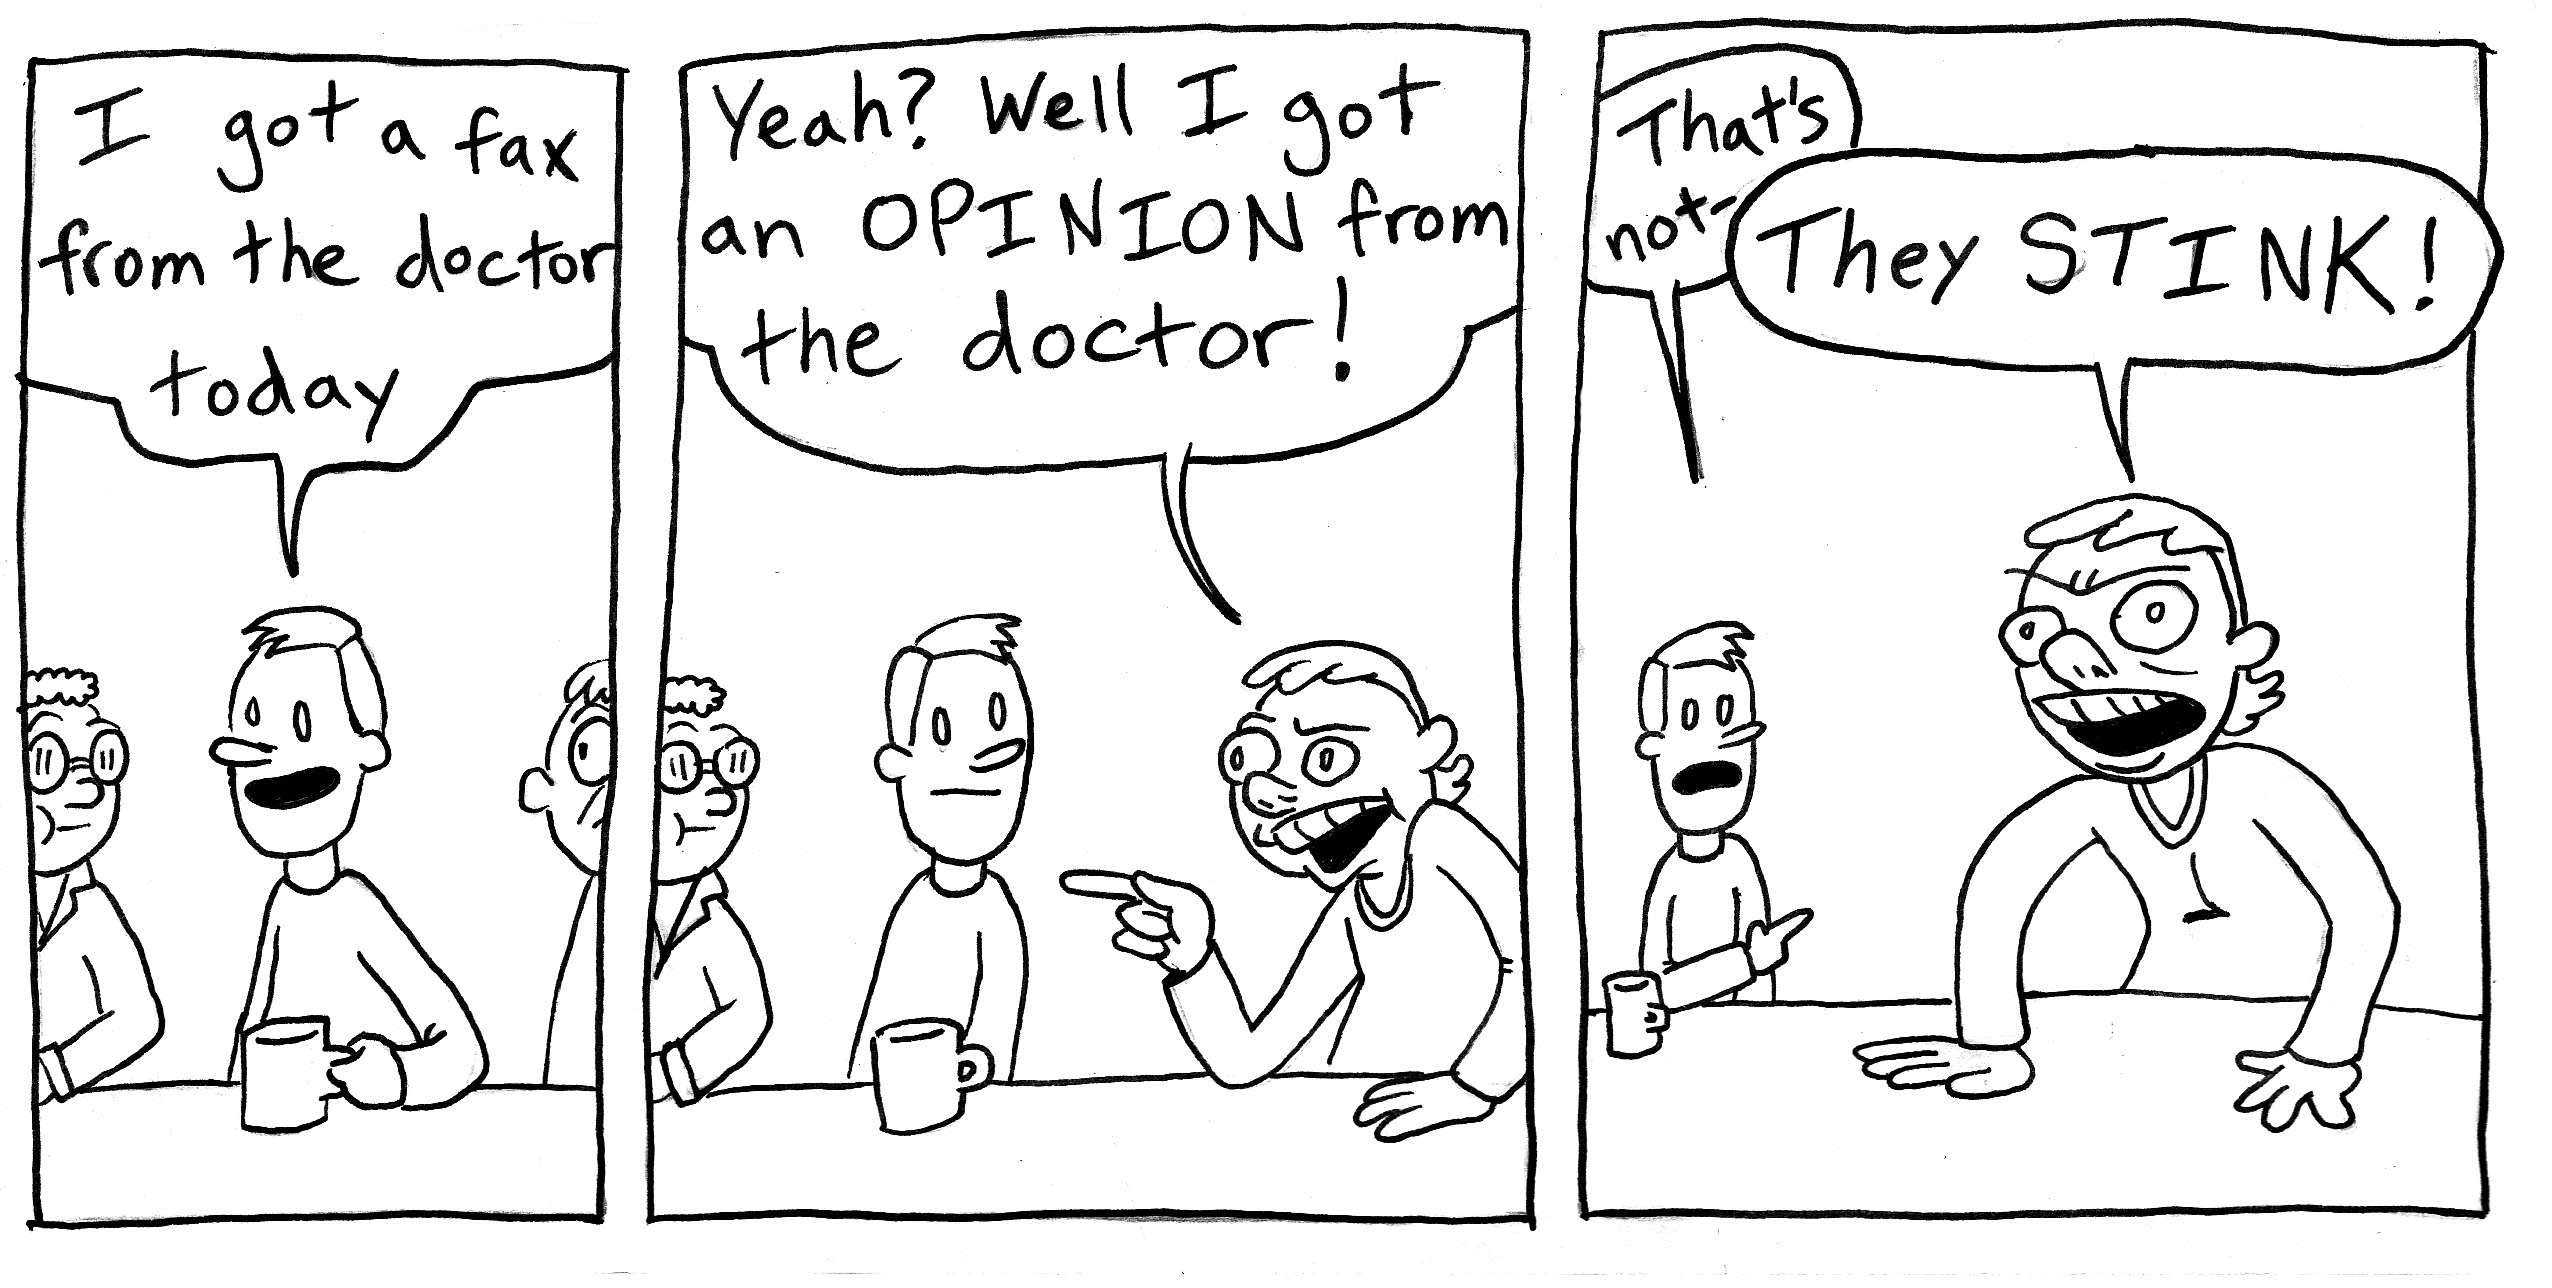 I got a fax
from the doctor
today
Yeah? Well I got
an OPINION from
the doctor!
That's
not-
They STINK!